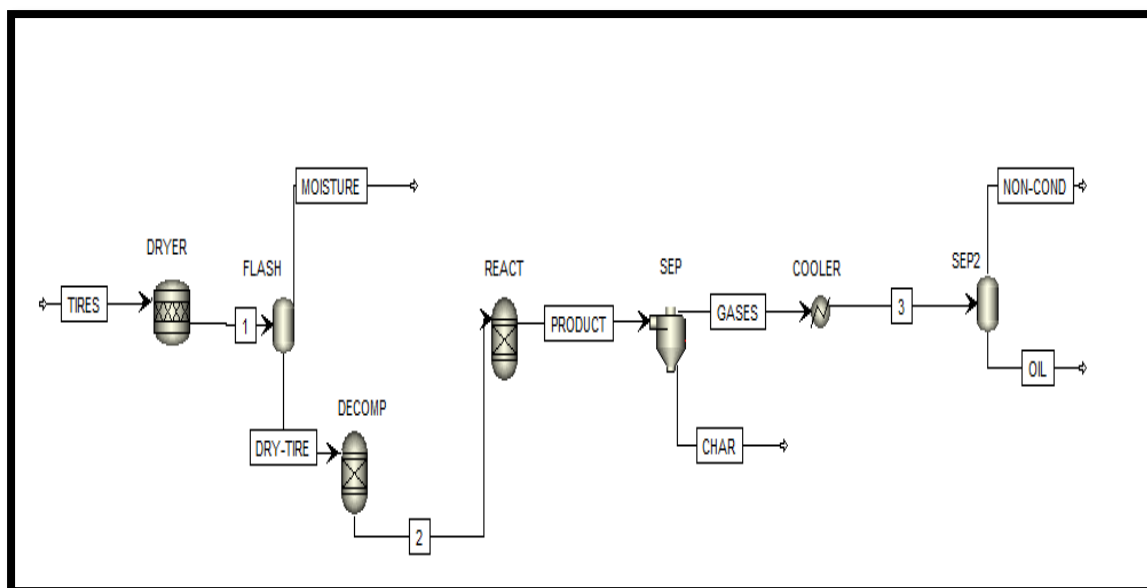 MOISTURE
NON-COND
DRYER
FLASH
REACT
SEP
COOLER
SEP2
TIRES
1
PRODUCT
GASES
3
OIL
DECOMP
DRY-TIRE
CHAR
2